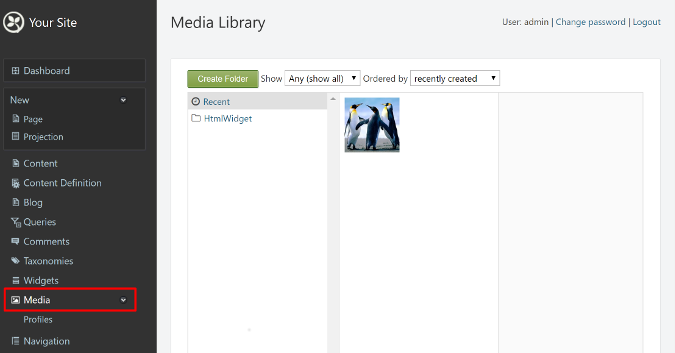 Your Site
Media Library
User: admin | Change password | Logout
Dashboard
New
Page
Projection
Content
Content Definition
Blog
Queries
Comments
Taxonomies
Widgets
Media
Profiles
Navigation
Create Folder Show Any (show all) Ordered by recently created
Recent
HtmlWidget